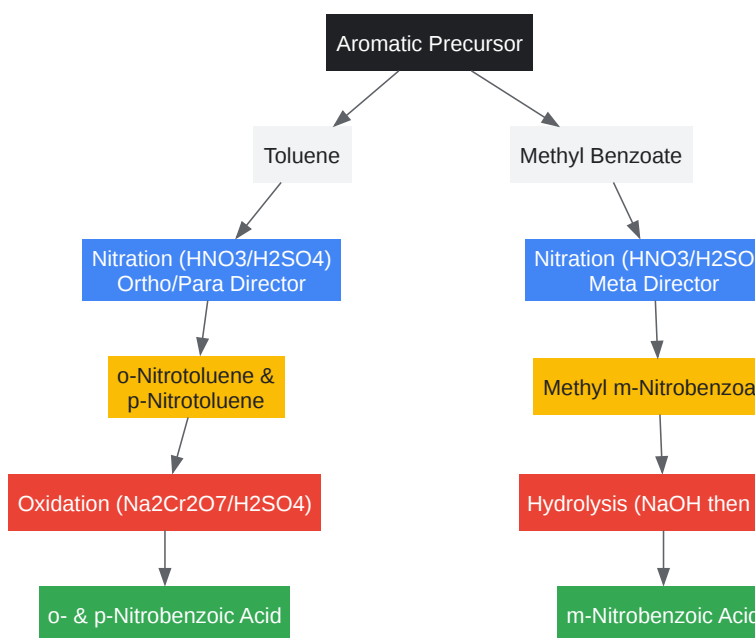 Aromatic Precursor
Toluene
Methyl Benzoate
Nitration (HNO3/H2SO4)
Ortho/Para Director
Nitration (HNO3/H2SO
Meta Director
o-Nitrotoluene &
p-Nitrotoluene
Methyl m-Nitrobenzoa
Oxidation (Na2Cr2O7/H2SO4)
Hydrolysis (NaOH then
o- & p-Nitrobenzoic Acid
m-Nitrobenzoic Acid